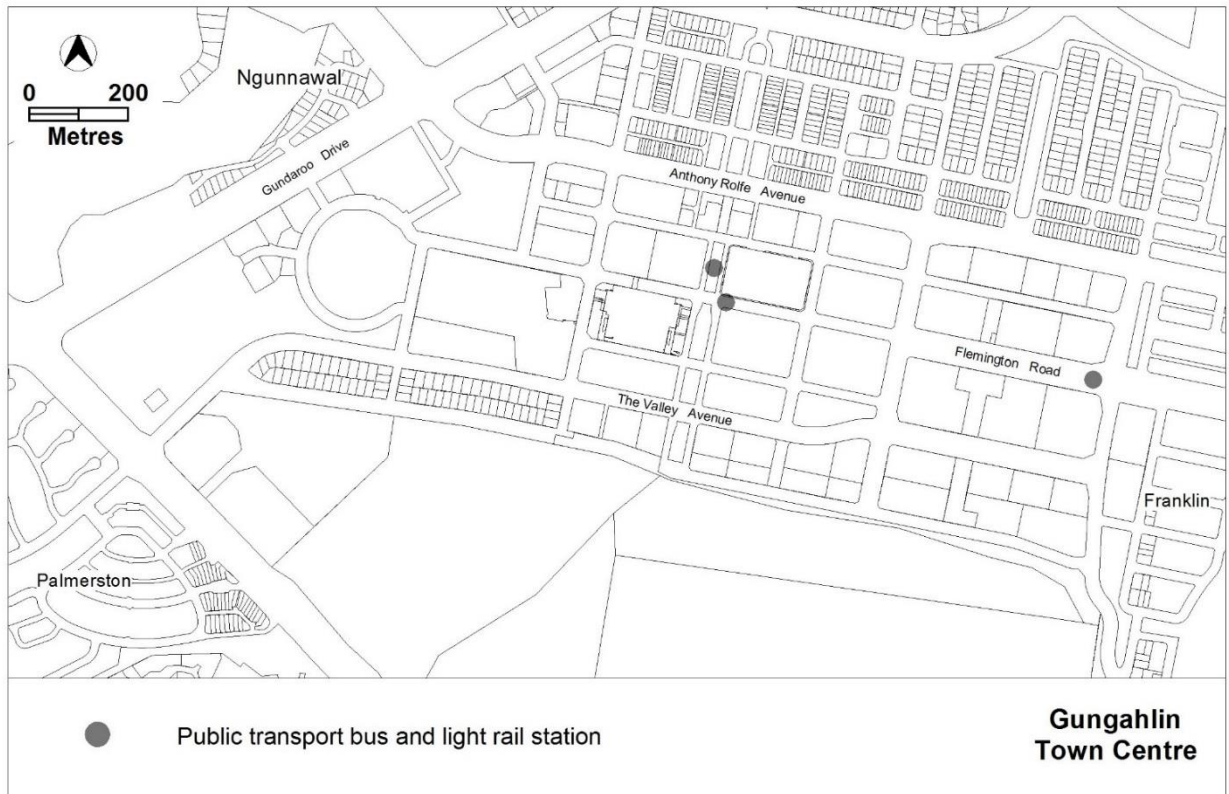 Ngunnawal
0 200
Metres
Gundaroo Drive
Anthony Rolfe Avenue
Flemington Road
The Valley Avenue
Franklin
Palmerston
Public transport bus and light rail station
Gungahlin
Town Centre